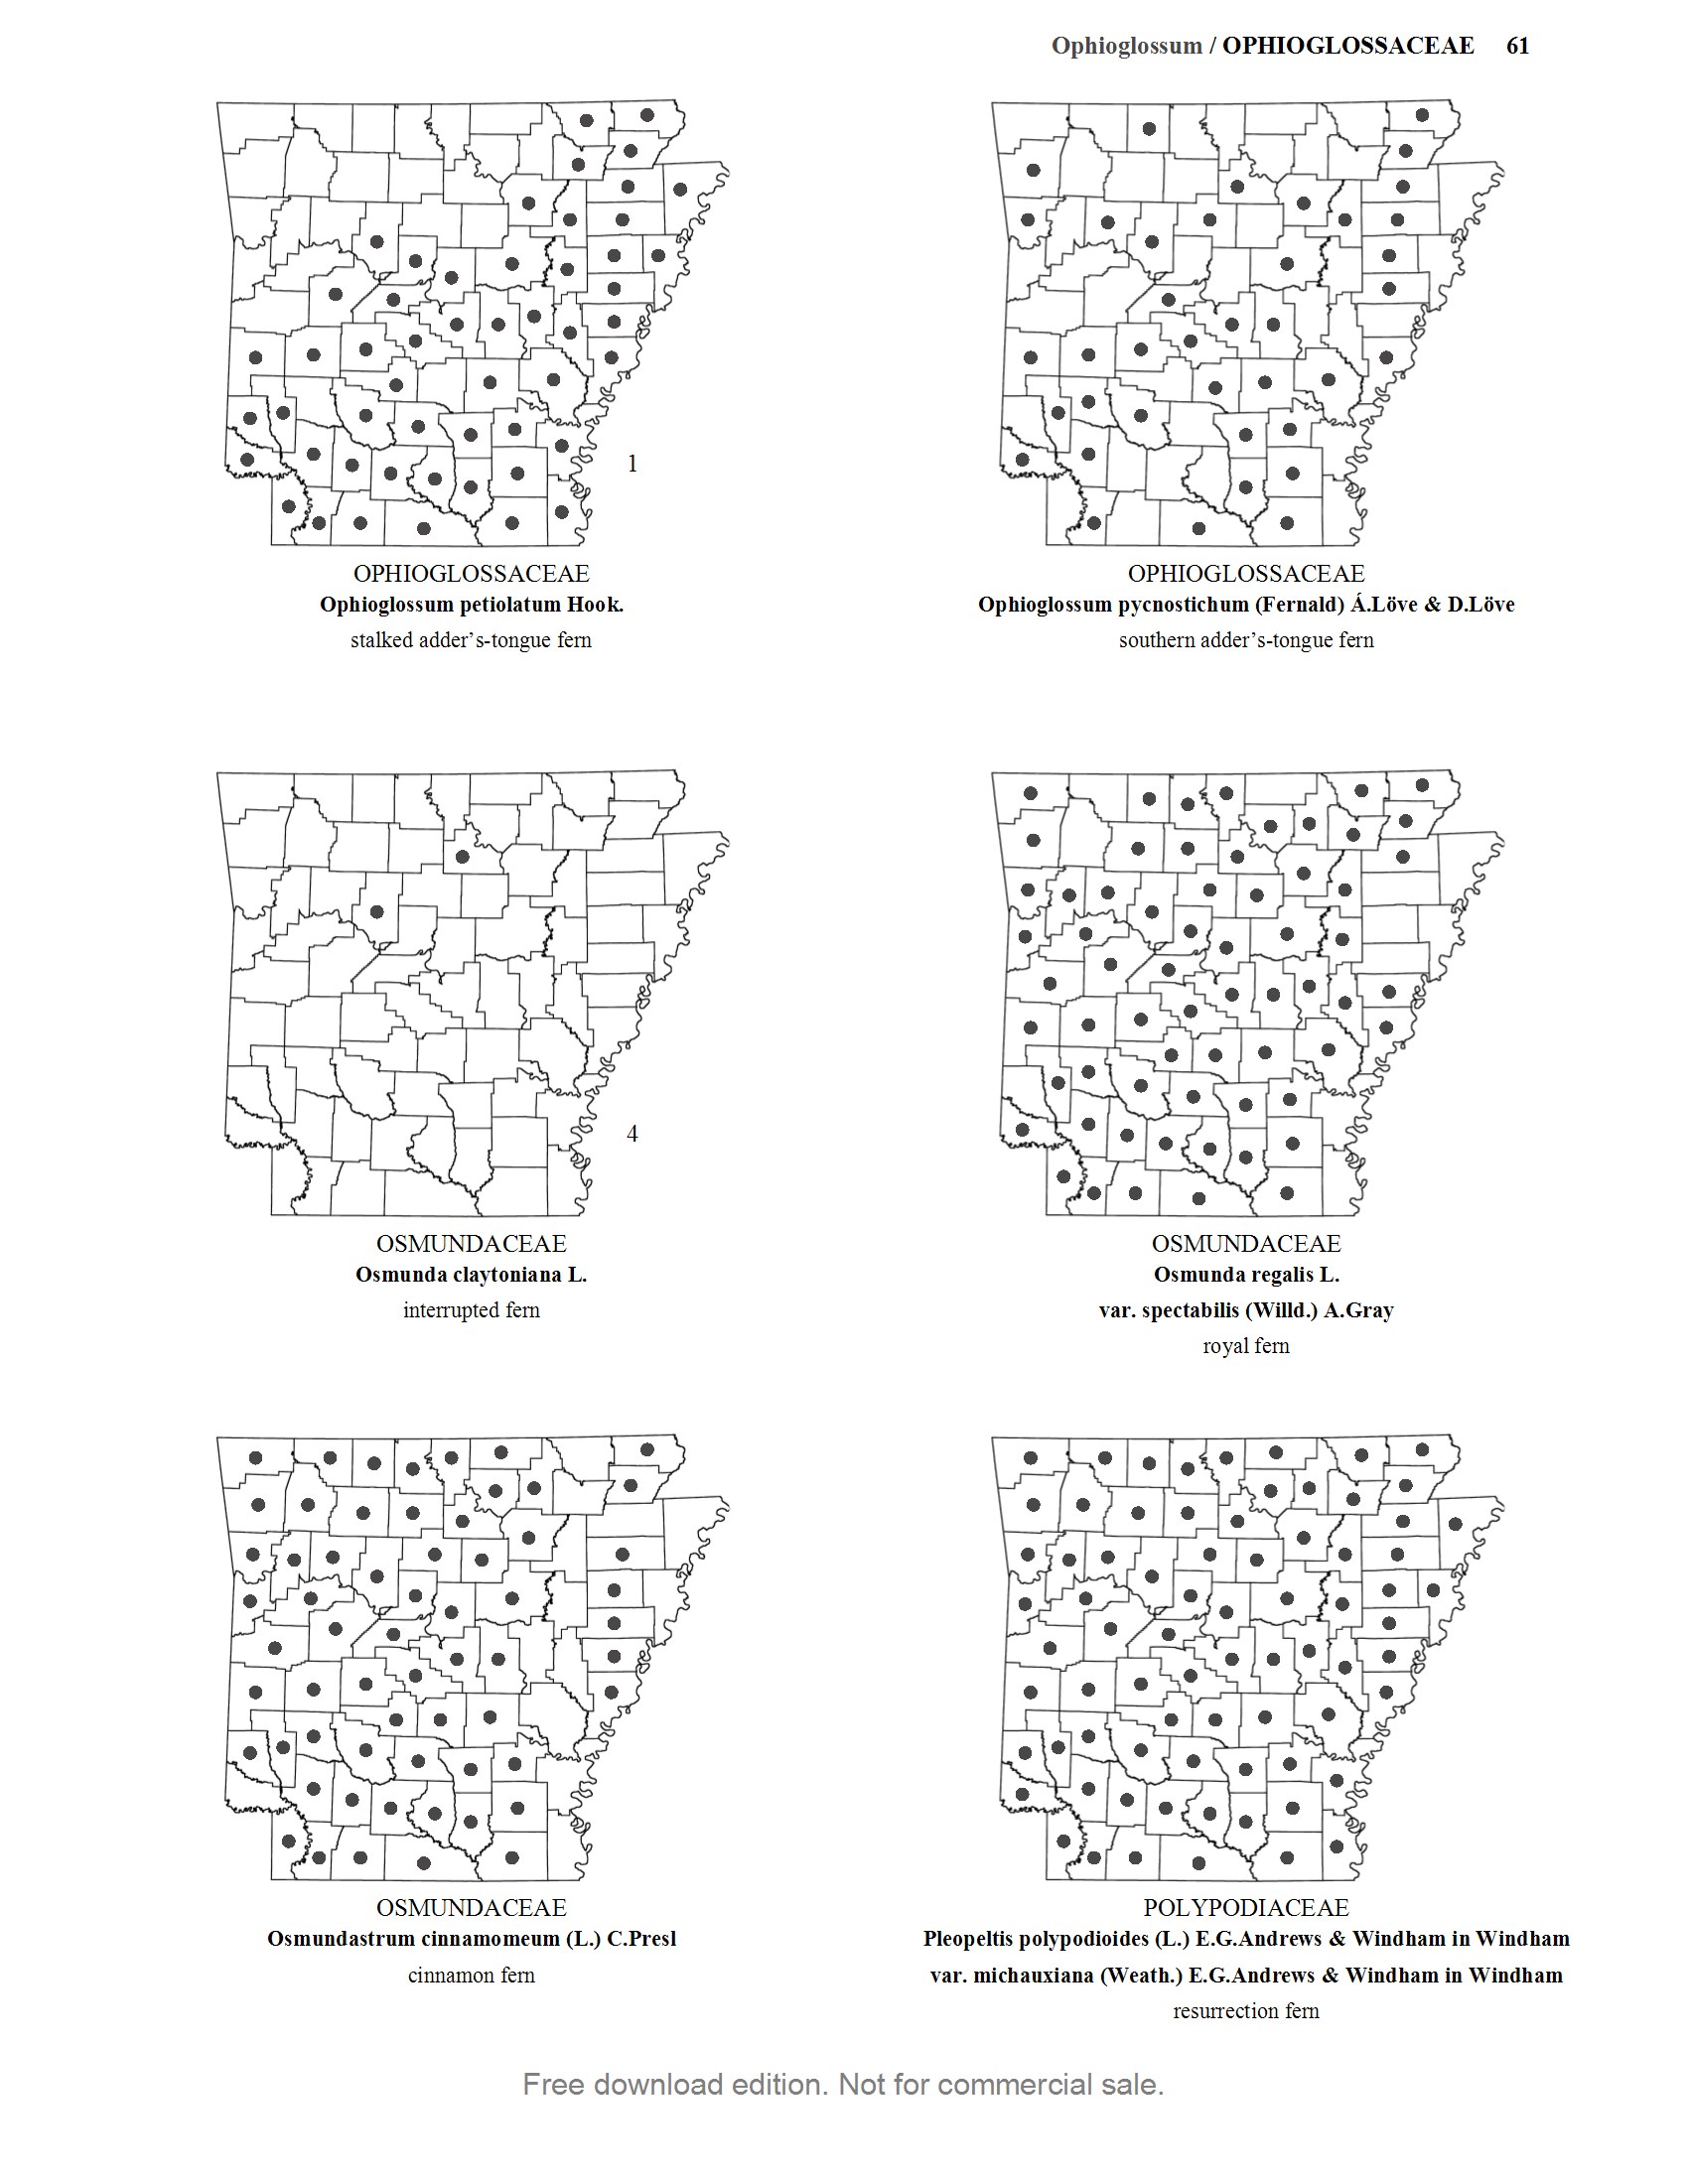 Ophioglossum / OPHIOGLOSSACEAE 61
1
OPHIOGLOSSACEAE
Ophioglossum petiolatum Hook.
stalked adder’s-tongue fern
OPHIOGLOSSACEAE
Ophioglossum pycnostichum (Fernald) Á.Löve & D.Löve
southern adder’s-tongue fern
4
OSMUNDACEAE
Osmunda claytoniana L.
interrupted fern
OSMUNDACEAE
Osmunda regalis L.
var. spectabilis (Willd.) A.Gray
royal fern
OSMUNDACEAE
Osmundastrum cinnamomeum (L.) C.Presl
cinnamon fern
POLYPODIACEAE
Pleopeltis polypodioides (L.) E.G.Andrews & Windham in Windham
var. michauxiana (Weath.) E.G.Andrews & Windham in Windham
resurrection fern
Free download edition. Not for commercial sale.